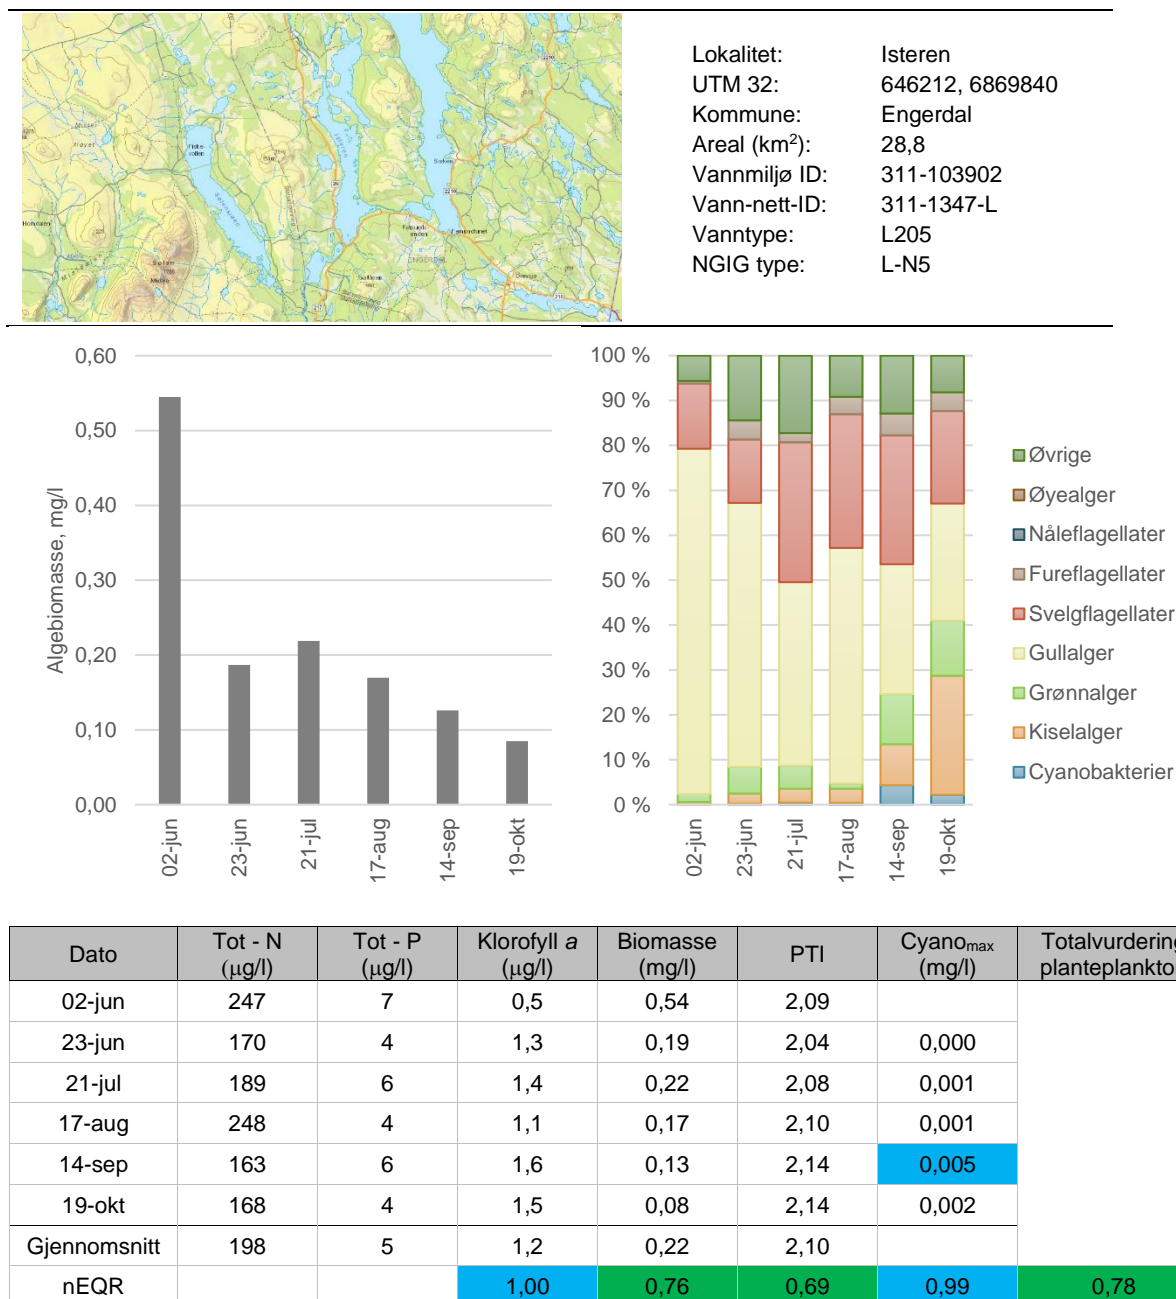 Lokalitet: Isteren
UTM 32: 646212, 6869840
Kommune: Engerdal
Areal (km²): 28,8
Vannmiljø ID: 311-103902
Vann-nett-ID: 311-1347-L
Vanntype: L205
NGIG type: L-N5
Algebiomasse, mg/l
0,60
0,50
0,40
0,30
0,20
0,10
0,00
02-jun 23-jun 21-jul 17-aug 14-sep 19-okt
100 %
90 %
80 %
70 %
60 %
50 %
40 %
30 %
20 %
10 %
0 %
02-jun 23-jun 21-jul 17-aug 14-sep 19-okt
Øvrige
Øyealger
Nåleflagellater
Fureflagellater
Svelgflagellater
Gullalger
Grønnalger
Kiselalger
Cyanobakterier
Dato Tot - N (µg/l) Tot - P (µg/l) Klorofyll a (µg/l) Biomasse (mg/l) PTI Cyanomax (mg/l) Totalvurdering plantep­lankto
02-jun 247 7 0,5 0,54 2,09
23-jun 170 4 1,3 0,19 2,04 0,000
21-jul 189 6 1,4 0,22 2,08 0,001
17-aug 248 4 1,1 0,17 2,10 0,001
14-sep 163 6 1,6 0,13 2,14 0,005
19-okt 168 4 1,5 0,08 2,14 0,002
Gjennomsnitt 198 5 1,2 0,22 2,10
nEQR 1,00 0,76 0,69 0,99 0,78